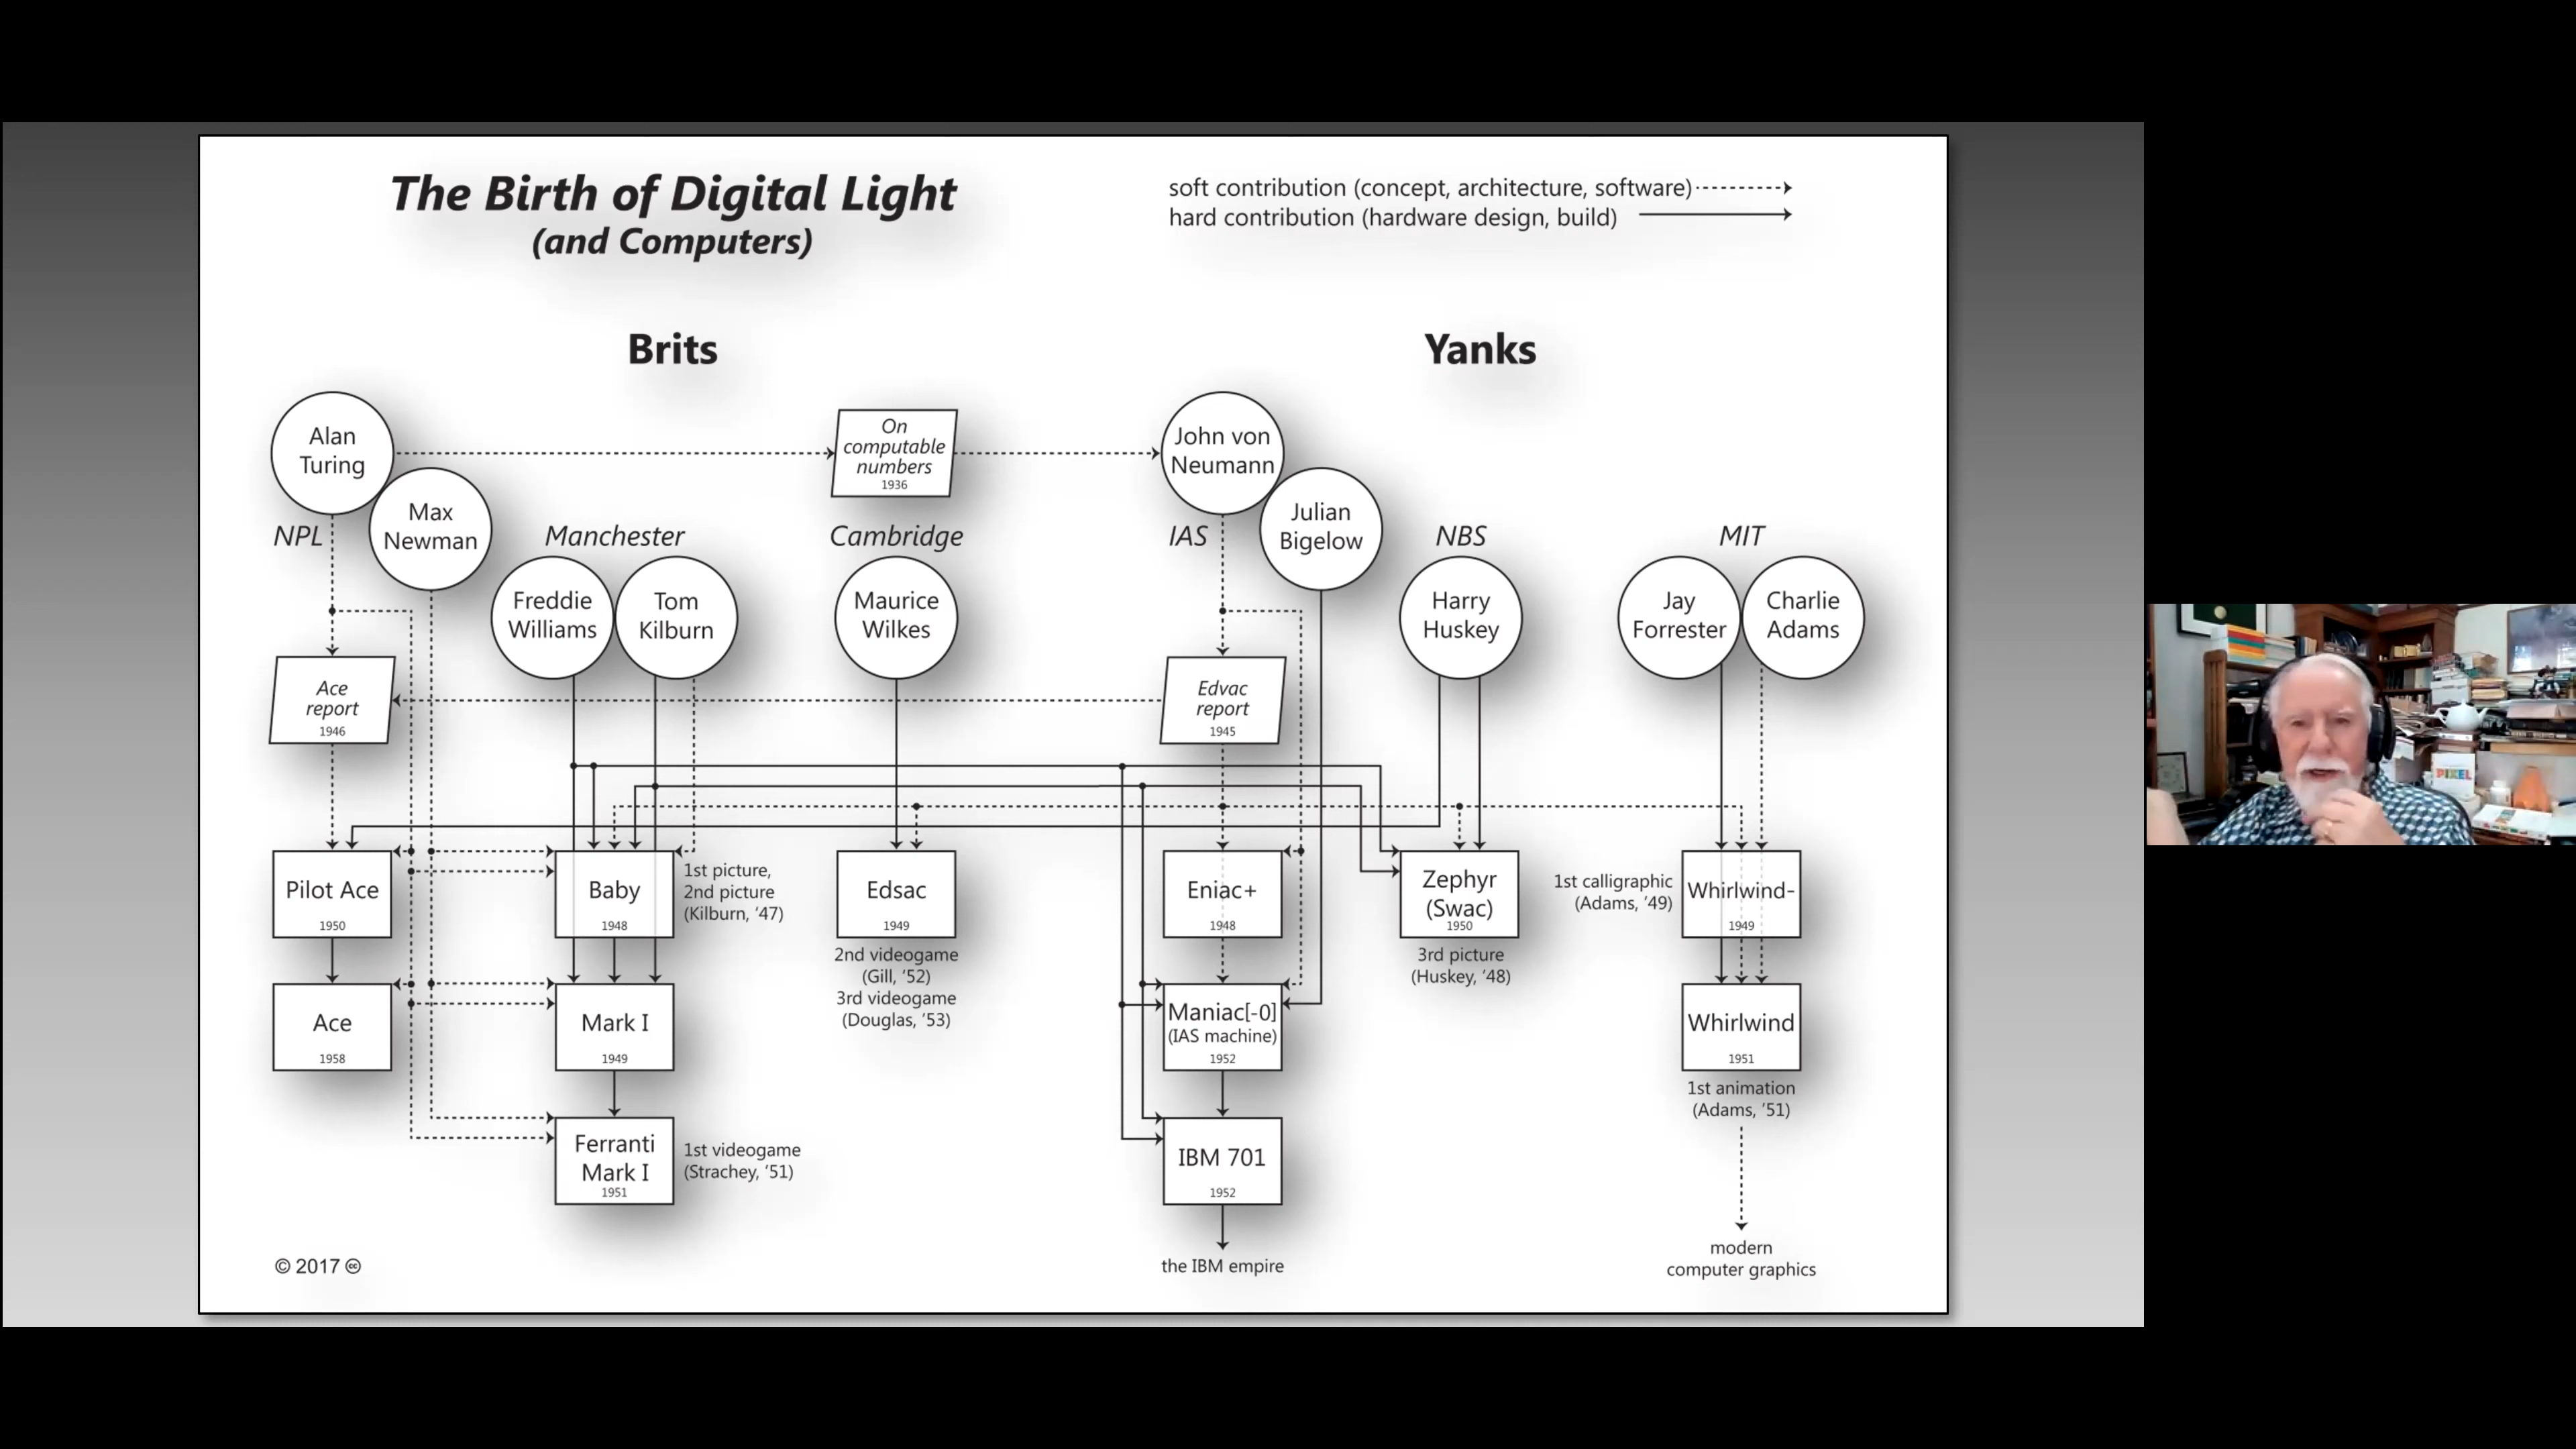 The Birth of Digital Light
(and Computers)
soft contribution (concept, architecture, software)
hard contribution (hardware design, build)
Brits
Yanks
Alan
Turing
On
computable
numbers
1936
John von
Neumann
Max
Newman
Julian
Bigelow
NPL
Manchester
Cambridge
IAS
NBS
MIT
Freddie
Williams
Tom
Kilburn
Maurice
Wilkes
Harry
Huskey
Jay
Forrester
Charlie
Adams
Ace
report
1946
Edvac
report
1945
Pilot Ace
1950
Baby
1948
1st picture,
2nd picture
(Kilburn, '47)
Edsac
1949
2nd videogame
(Gill, '52)
3rd videogame
(Douglas, '53)
Eniac+
1948
Zephyr
(Swac)
1950
3rd picture
(Huskey, '48)
1st calligraphic
(Adams, '49)
Whirlwind-
1949
Ace
1958
Mark I
1949
Maniac[-0]
(IAS machine)
1952
Whirlwind
1951
1st animation
(Adams, '51)
Ferranti
Mark I
1951
1st videogame
(Strachey, '51)
IBM 701
1952
the IBM empire
modern
computer graphics
© 2017 🄯
PIXEL